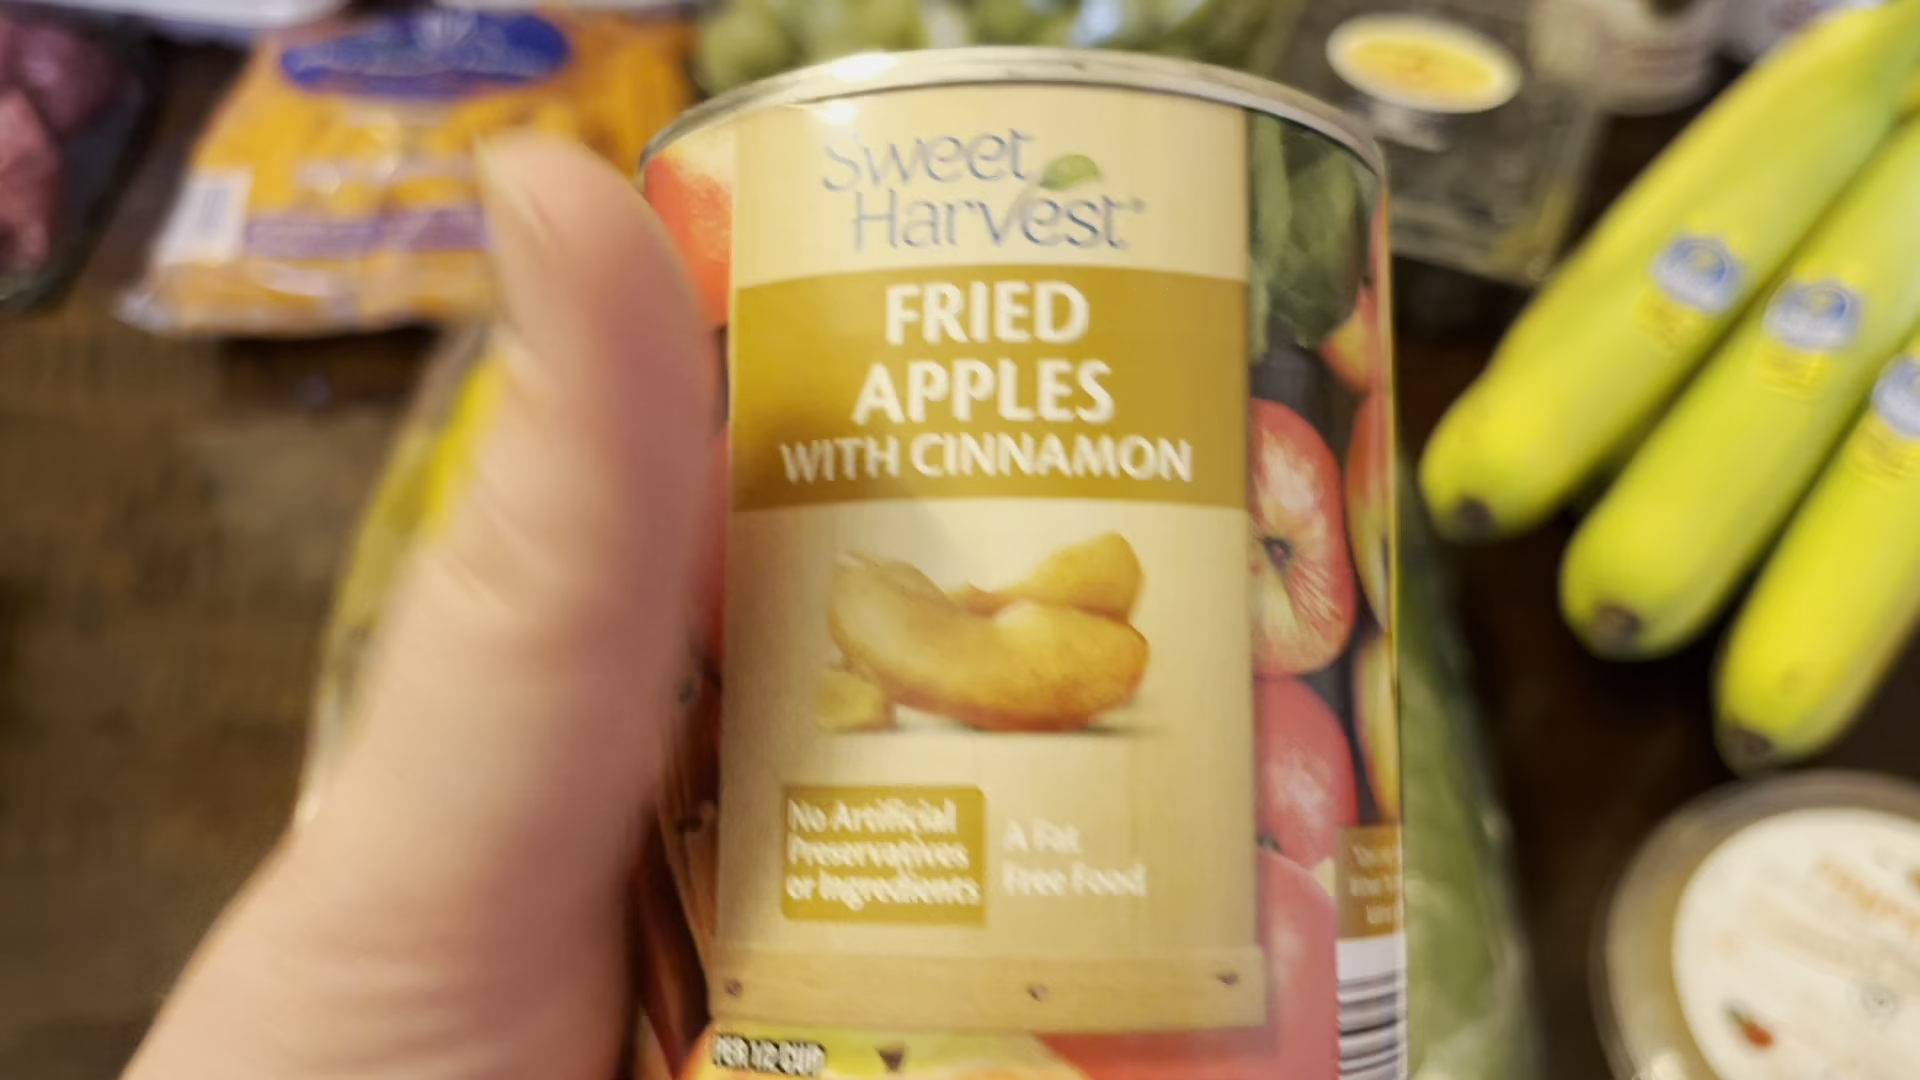 Sweet
Harvest
FRIED
APPLES
WITH CINNAMON
No Artificial
Preservatives
or Ingredients
A Fat
Free Food
PER 1/2 CUP